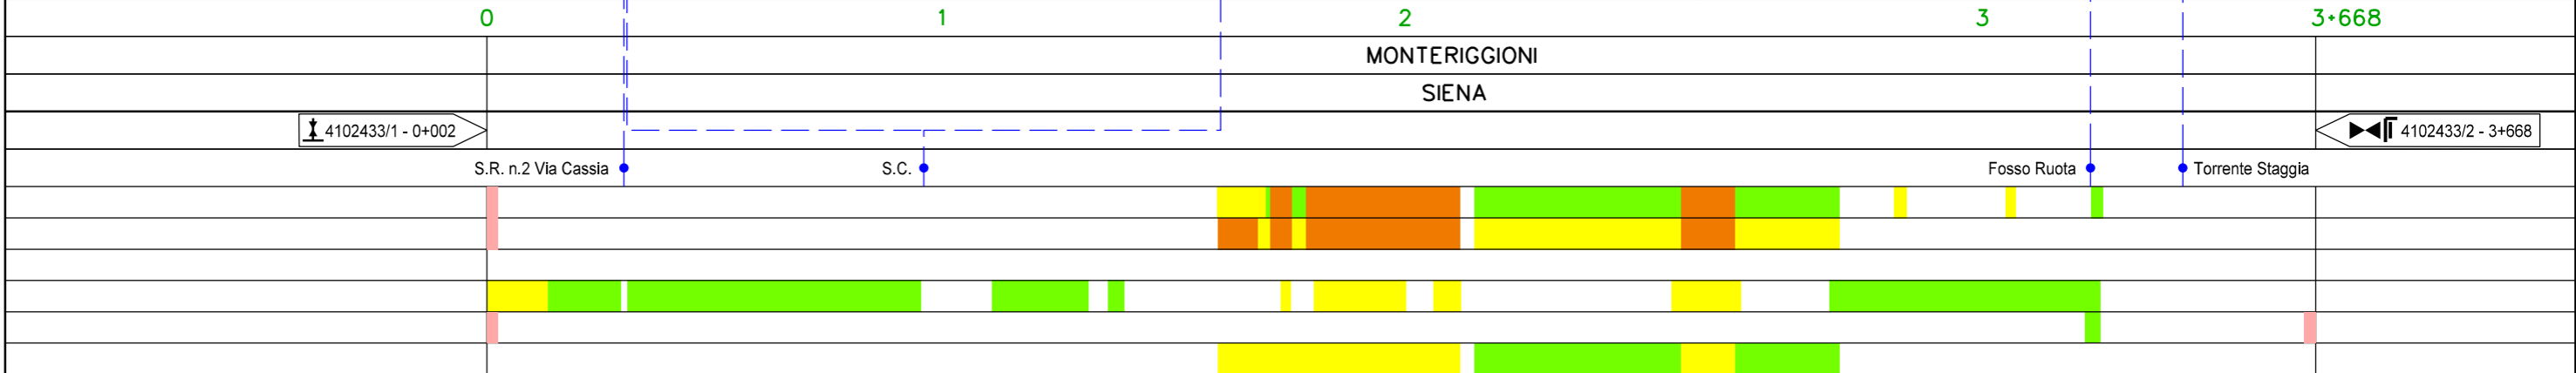 0 1 2 3 3+668
MONTERIGGIONI
SIENA
4102433/1 - 0+002 4102433/2 - 3+668
S.R. n.2 Via Cassia S.C. Fosso Ruota Torrente Staggia